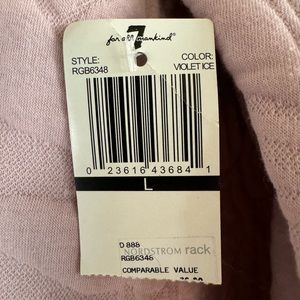 7
for all mankind®
STYLE: COLOR:
RGB6348 VIOLET ICE
0 23616 43684 1
L
D 888
NORDSTROM rack
RGB6348
COMPARABLE VALUE